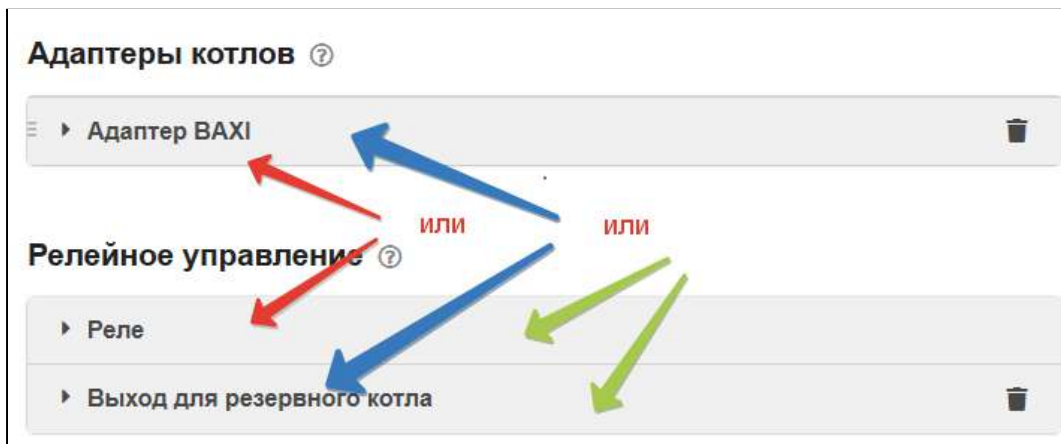 Адаптеры котлов ?
Адаптер BAXI
или или
Релейное управление ?
Реле
Выход для резервного котла